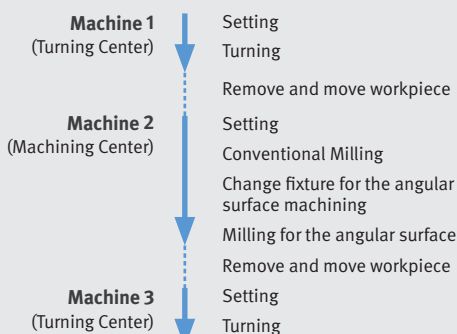 Machine 1
(Turning Center)
Setting
Turning
Remove and move workpiece
Machine 2
(Machining Center)
Setting
Conventional Milling
Change fixture for the angular
surface machining
Milling for the angular surface
Remove and move workpiece
Machine 3
(Turning Center)
Setting
Turning